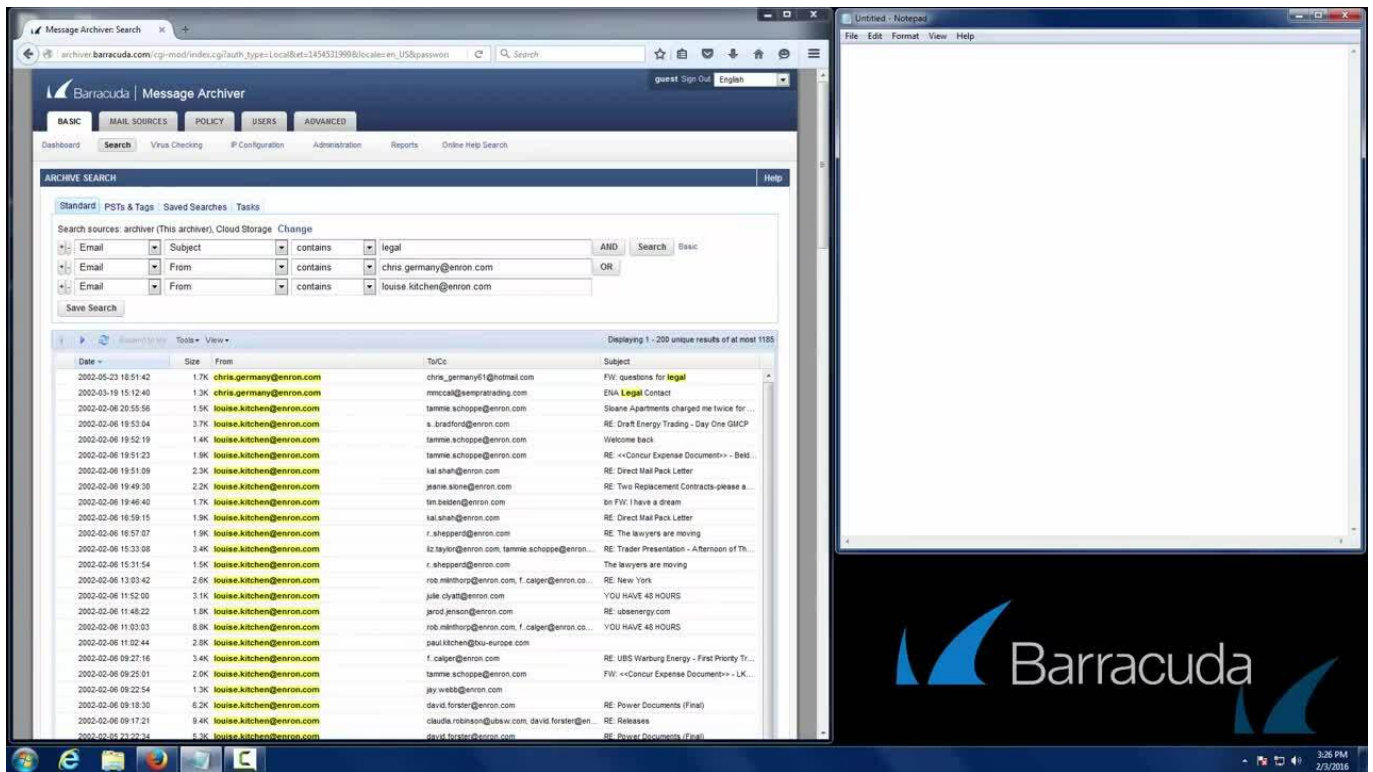 Message Archiver: Search
archiver.barracuda.com/cgi-mod/index.cgi?auth_type=Local&et=1454531999&locale=en_US&passwor
Search
guest Sign Out English
Barracuda | Message Archiver
BASIC MAIL SOURCES POLICY USERS ADVANCED
Dashboard Search Virus Checking IP Configuration Administration Reports Online Help Search
ARCHIVE SEARCH Help
Standard PSTs & Tags Saved Searches Tasks
Search sources: archiver (This archiver), Cloud Storage Change
Email Subject contains legal AND Search Basic
Email From contains chris.germany@enron.com OR
Email From contains louise.kitchen@enron.com
Save Search
Tools View Displaying 1 - 200 unique results of at most 1185
Date Size From To/Cc Subject
2002-05-23 18:51:42 1.7K chris.germany@enron.com chris_germany61@hotmail.com FW: questions for legal
2002-03-19 15:12:40 1.3K chris.germany@enron.com mmccall@sempratrading.com ENA Legal Contact
2002-02-06 20:55:56 1.5K louise.kitchen@enron.com tammie.schoppe@enron.com Sloane Apartments charged me twice for ...
2002-02-06 19:53:04 3.7K louise.kitchen@enron.com s..bradford@enron.com RE: Draft Energy Trading - Day One GMCP
2002-02-06 19:52:19 1.4K louise.kitchen@enron.com tammie.schoppe@enron.com Welcome back
2002-02-06 19:51:23 1.9K louise.kitchen@enron.com tammie.schoppe@enron.com RE: <<Concur Expense Document>> - Beld...
2002-02-06 19:51:09 2.3K louise.kitchen@enron.com kal.shah@enron.com RE: Direct Mail Pack Letter
2002-02-06 19:49:30 2.2K louise.kitchen@enron.com jeanie.slone@enron.com RE: Two Replacement Contracts-please a...
2002-02-06 19:46:40 1.7K louise.kitchen@enron.com tim.belden@enron.com bn FW: I have a dream
2002-02-06 16:59:15 1.9K louise.kitchen@enron.com kal.shah@enron.com RE: Direct Mail Pack Letter
2002-02-06 16:57:07 1.9K louise.kitchen@enron.com r..shepperd@enron.com RE: The lawyers are moving
2002-02-06 15:33:08 3.4K louise.kitchen@enron.com liz.taylor@enron.com, tammie.schoppe@enron.... RE: Trader Presentation - Afternoon of Th...
2002-02-06 15:31:54 1.5K louise.kitchen@enron.com r..shepperd@enron.com The lawyers are moving
2002-02-06 13:03:42 2.6K louise.kitchen@enron.com rob.milnthorp@enron.com, f..calger@enron.co... RE: New York
2002-02-06 11:52:00 3.1K louise.kitchen@enron.com julie.clyatt@enron.com YOU HAVE 48 HOURS
2002-02-06 11:48:22 1.8K louise.kitchen@enron.com jarod.jenson@enron.com RE: ubsenergy.com
2002-02-06 11:03:03 8.8K louise.kitchen@enron.com rob.milnthorp@enron.com, f..calger@enron.co... YOU HAVE 48 HOURS
2002-02-06 11:02:44 2.8K louise.kitchen@enron.com paul.kitchen@txu-europe.com
2002-02-06 09:27:16 3.4K louise.kitchen@enron.com f..calger@enron.com RE: UBS Warburg Energy - First Priority Tr...
2002-02-06 09:25:01 2.0K louise.kitchen@enron.com tammie.schoppe@enron.com FW: <<Concur Expense Document>> - LK...
2002-02-06 09:22:54 1.3K louise.kitchen@enron.com jay.webb@enron.com
2002-02-06 09:18:30 6.2K louise.kitchen@enron.com david.forster@enron.com RE: Power Documents (Final)
2002-02-06 09:17:21 9.4K louise.kitchen@enron.com claudia.robinson@ubsw.com, david.forster@en... RE: Releases
2002-02-05 23:22:34 5.3K louise.kitchen@enron.com david.forster@enron.com RE: Power Documents (Final)
Untitled - Notepad
File Edit Format View Help
Barracuda
3:26 PM
2/3/2016